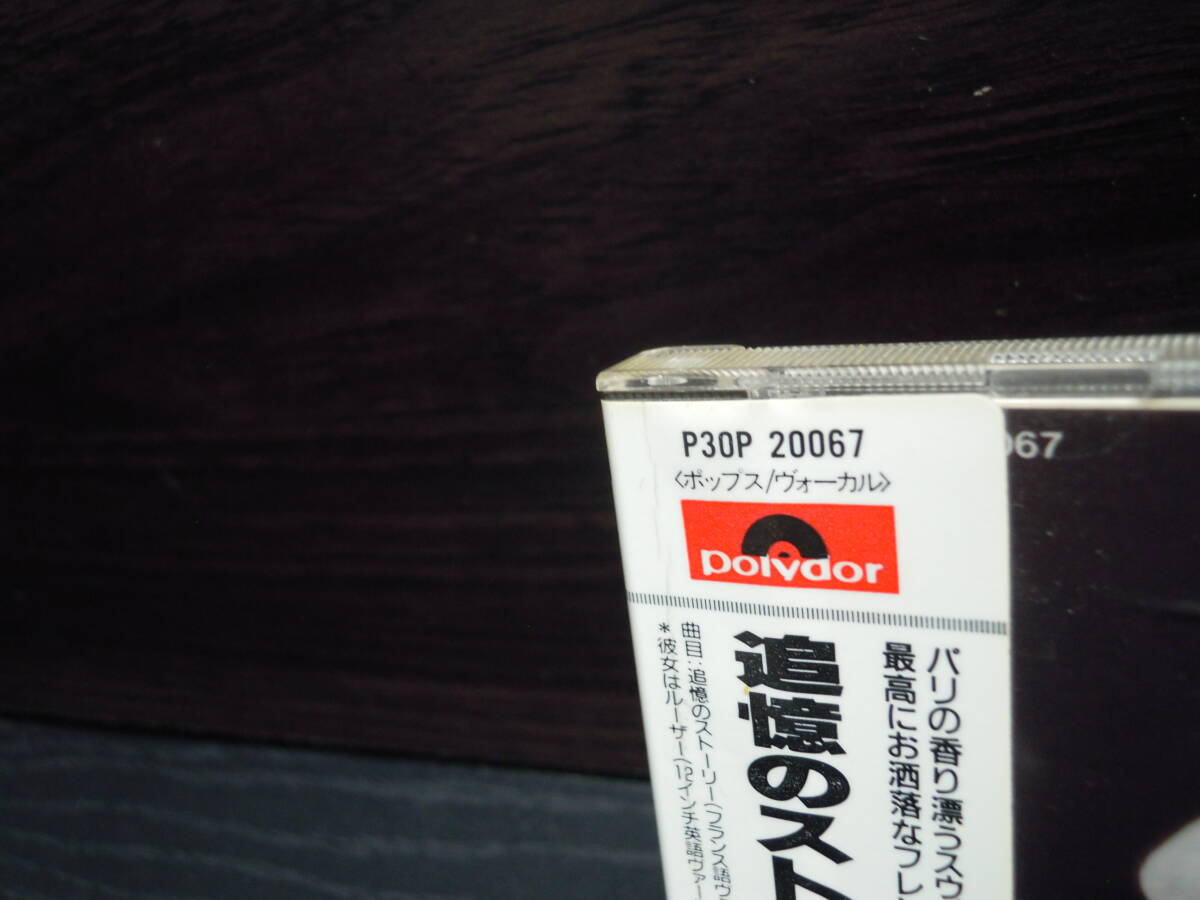 P30P 20067
067
〈ポップス/ヴォーカル〉
polydor
パリの香り漂うスヴ
最高にお洒落なフレ
追憶のスト
曲目:追憶のストーリー(フランス語ヴ
*彼女はルーザー(12インチ英語ヴァー